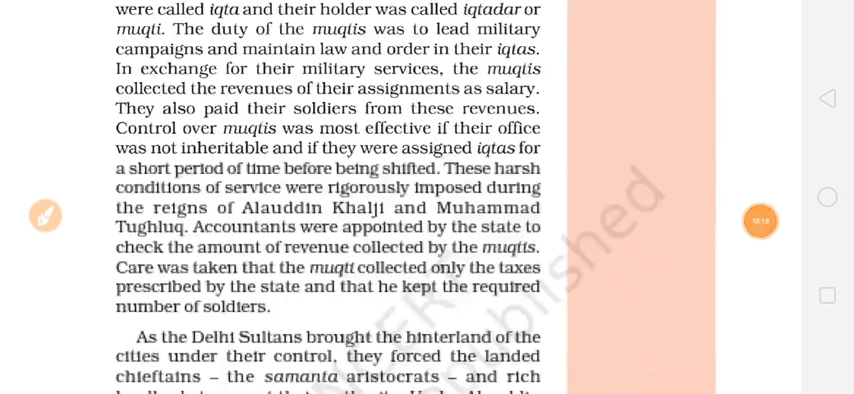 were called iqta and their holder was called iqtadar or
muqti. The duty of the muqtis was to lead military
campaigns and maintain law and order in their iqtas.
In exchange for their military services, the muqtis
collected the revenues of their assignments as salary.
They also paid their soldiers from these revenues.
Control over muqtis was most effective if their office
was not inheritable and if they were assigned iqtas for
a short period of time before being shifted. These harsh
conditions of service were rigorously imposed during
the reigns of Alauddin Khalji and Muhammad
Tughluq. Accountants were appointed by the state to
check the amount of revenue collected by the muqtis.
Care was taken that the muqti collected only the taxes
prescribed by the state and that he kept the required
number of soldiers.
As the Delhi Sultans brought the hinterland of the
cities under their control, they forced the landed
chieftains – the samanta aristocrats – and rich
10:18
NCERT
published